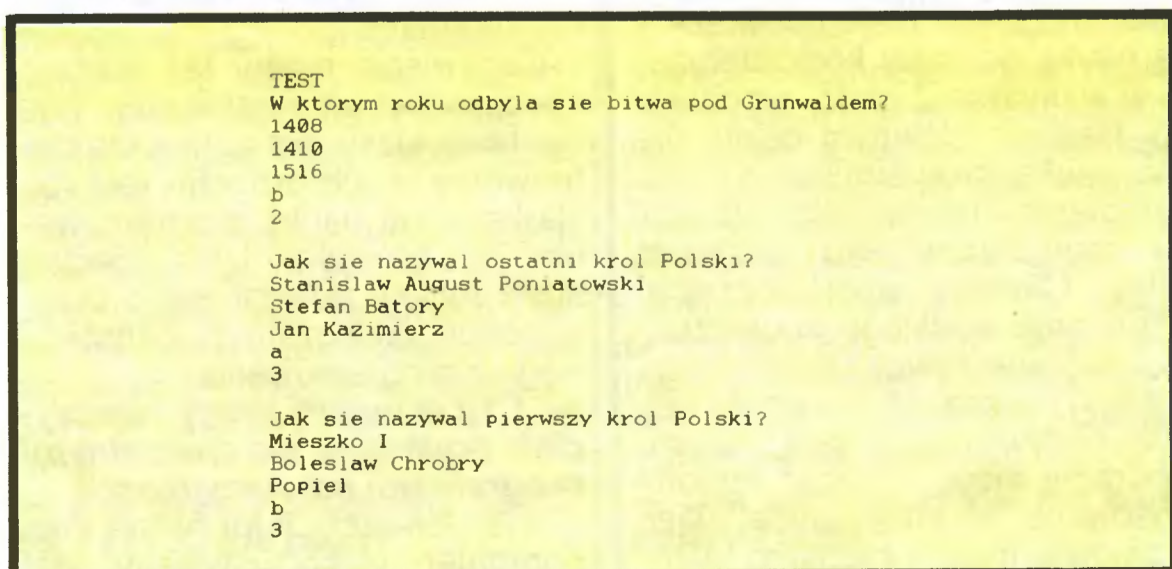 TEST
W ktorym roku odbyla sie bitwa pod Grunwaldem?
1408
1410
1516
b
2
Jak sie nazywal ostatni krol Polski?
Stanislaw August Poniatowski
Stefan Batory
Jan Kazimierz
a
3
Jak sie nazywal pierwszy krol Polski?
Mieszko I
Boleslaw Chrobry
Popiel
b
3